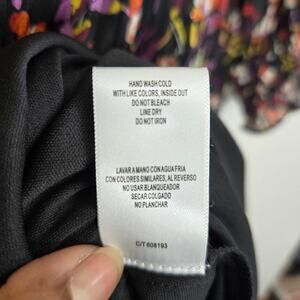 HAND WASH COLD
WITH LIKE COLORS, INSIDE OUT
DO NOT BLEACH
LINE DRY
DO NOT IRON
LAVAR A MANO CON AGUA FRIA
CON COLORES SIMILARES, AL REVERSO
NO USAR BLANQUEADOR
SECAR COLGADO
NO PLANCHAR
C/T 608193